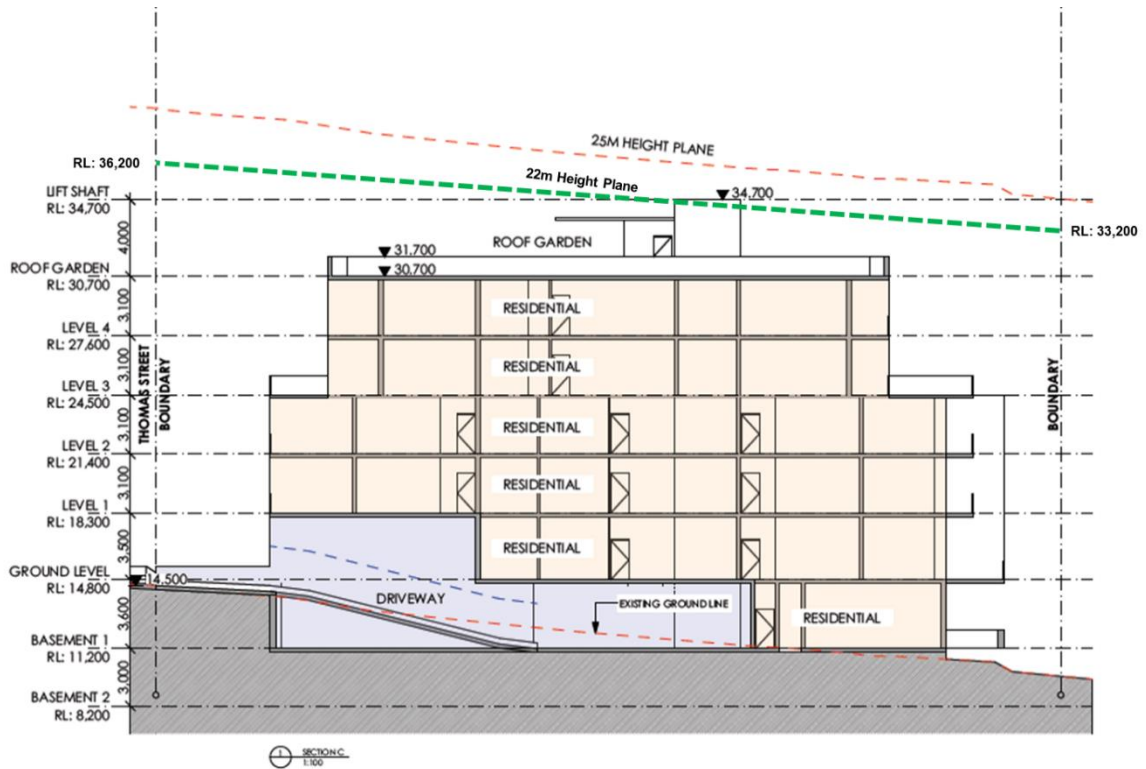 25M HEIGHT PLANE
RL: 36,200
22m Height Plane
LIFT SHAFT
RL: 34,700
34,700
RL: 33,200
4,000
ROOF GARDEN
31,700
30,700
ROOF GARDEN
RL: 30,700
3,100
RESIDENTIAL
LEVEL 4
RL: 27,600
3,100
RESIDENTIAL
THOMAS STREET
BOUNDARY
BOUNDARY
LEVEL 3
RL: 24,500
3,100
RESIDENTIAL
LEVEL 2
RL: 21,400
3,100
RESIDENTIAL
LEVEL 1
RL: 18,300
3,500
RESIDENTIAL
GROUND LEVEL
14,500
RL: 14,800
3,600
DRIVEWAY
EXISTING GROUND LINE
RESIDENTIAL
BASEMENT 1
RL: 11,200
3,000
BASEMENT 2
RL: 8,200
1
SECTION C
1:100